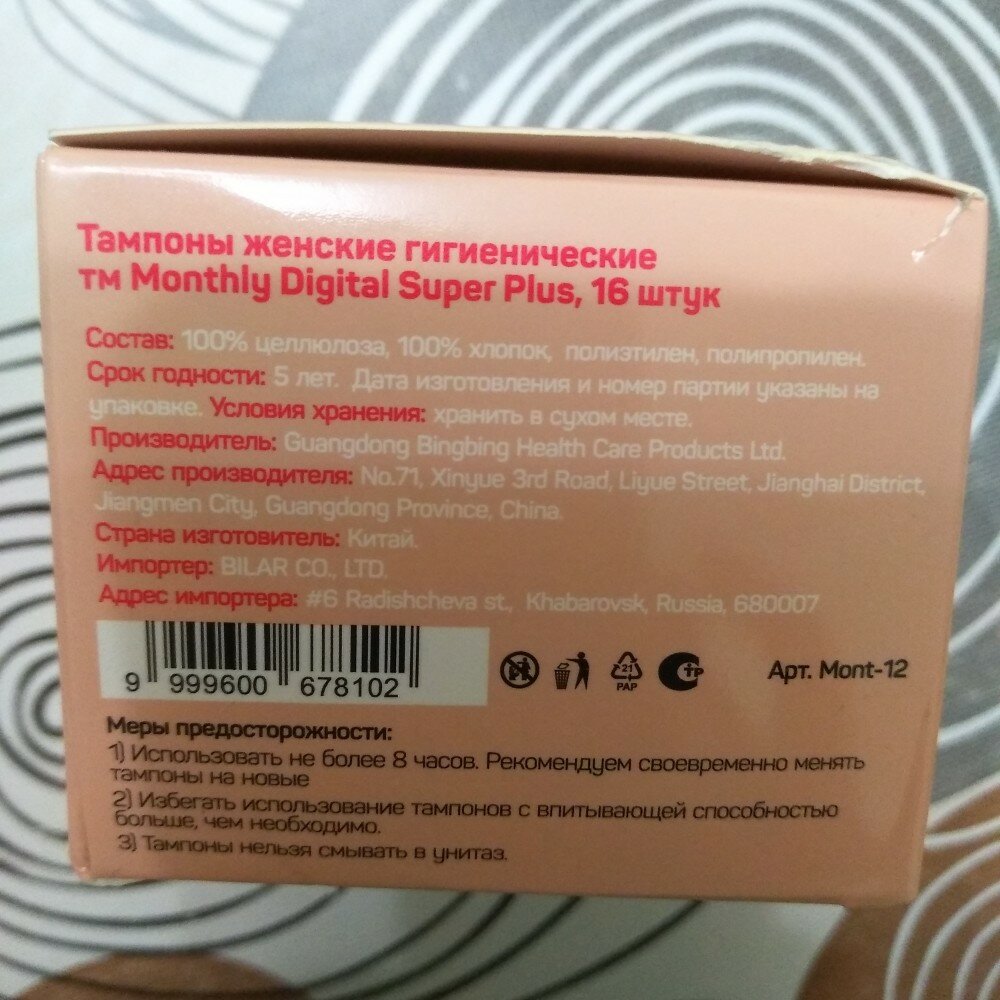 Тампоны женские гигиенические
тм Monthly Digital Super Plus, 16 штук
Состав: 100% целлюлоза, 100% хлопок, полиэтилен, полипропилен.
Срок годности: 5 лет. Дата изготовления и номер партии указаны на
упаковке. Условия хранения: хранить в сухом месте.
Производитель: Guangdong Bingbing Health Care Products Ltd.
Адрес производителя: No.71, Xinyue 3rd Road, Liyue Street, Jianghai District,
Jiangmen City, Guangdong Province, China.
Страна изготовитель: Китай.
Импортер: BILAR CO., LTD.
Адрес импортера: #6 Radishcheva st., Khabarovsk, Russia, 680007
9 999600 678102
21
PAP
СТР
Арт. Mont-12
Меры предосторожности:
1) Использовать не более 8 часов. Рекомендуем своевременно менять
тампоны на новые
2) Избегать использование тампонов с впитывающей способностью
больше, чем необходимо.
3) Тампоны нельзя смывать в унитаз.